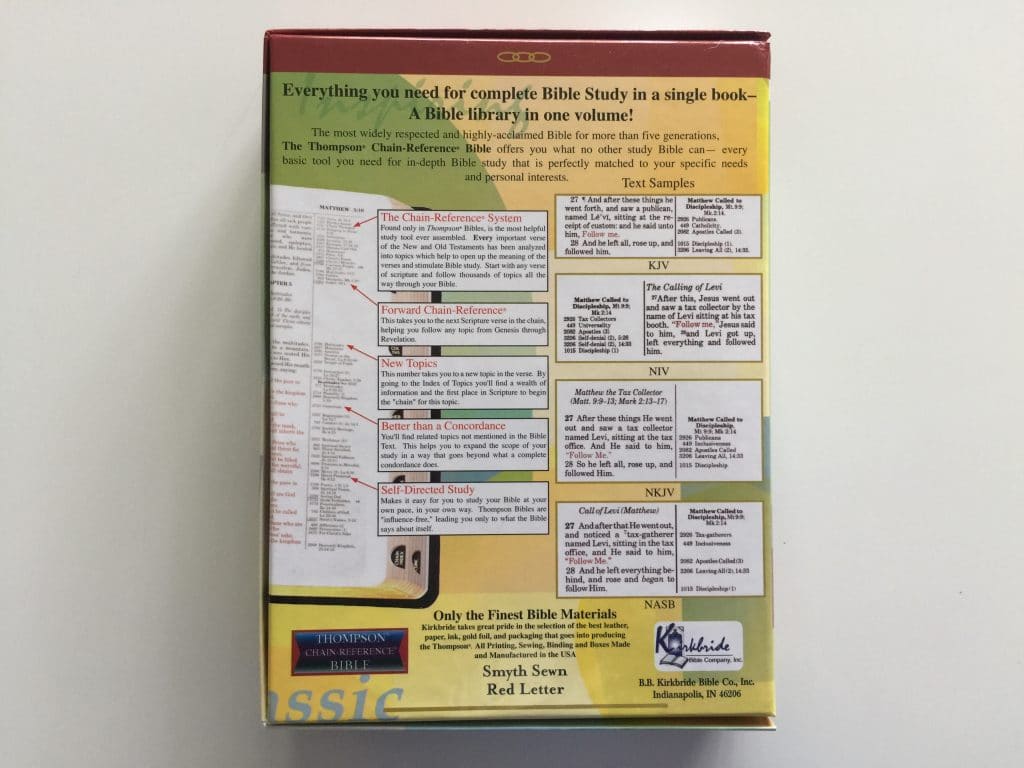 Inspiring
Everything you need for complete Bible Study in a single book–
A Bible library in one volume!
The most widely respected and highly-acclaimed Bible for more than five generations,
The Thompson® Chain-Reference® Bible offers you what no other study Bible can— every
basic tool you need for in-depth Bible study that is perfectly matched to your specific needs
and personal interests.
MATTHEW 5:16
The Chain-Reference® System
Found only in Thompson® Bibles, is the most helpful
study tool ever assembled. Every important verse
of the New and Old Testaments has been analyzed
into topics which help to open up the meaning of the
verses and stimulate Bible study. Start with any verse
of scripture and follow thousands of topics all the
way through your Bible.
Forward Chain-Reference®
This takes you to the next Scripture verse in the chain,
helping you follow any topic from Genesis through
Revelation.
New Topics
This number takes you to a new topic in the verse. By
going to the Index of Topics you'll find a wealth of
information and the first place in Scripture to begin
the "chain" for this topic.
Better than a Concordance
You'll find related topics not mentioned in the Bible
Text. This helps you to expand the scope of your
study in a way that goes beyond what a complete
concordance does.
Self-Directed Study
Makes it easy for you to study your Bible at your
own pace, in your own way. Thompson Bibles are
"influence-free," leading you only to what the Bible
says about itself.
Text Samples
27 ¶ And after these things he
went forth, and saw a publican,
named Lē'vī, sitting at the re-
ceipt of custom: and he said unto
him, Follow me.
28 And he left all, rose up, and
followed him.
Matthew Called to
Discipleship, Mt. 9:9;
Mk. 2:14.
2926 Publicans.
449 Catholicity.
2082 Apostles Called (3).
1015 Discipleship (1).
3206 Leaving All (2), 14:33.
KJV
Matthew Called to
Discipleship, Mt 9:9;
Mk 2:14
2926 Tax Collectors
449 Universality
2082 Apostles (3)
3206 Self-denial (2), 5:28
3206 Self-denial (2), 14:33
1015 Discipleship (1)
The Calling of Levi
27After this, Jesus went out
and saw a tax collector by the
name of Levi sitting at his tax
booth. "Follow me," Jesus said
to him, 28and Levi got up,
left everything and followed
him.
NIV
Matthew the Tax Collector
(Matt. 9:9–13; Mark 2:13–17)
27 After these things He went
out and saw a tax collector
named Levi, sitting at the tax
office. And He said to him,
"Follow Me."
28 So he left all, rose up, and
followed Him.
Matthew Called to
Discipleship,
Mt 9:9; Mk 2:14
2926 Publicans
449 Inclusiveness
2082 Apostles Called
3206 Leaving All, 14:33
1015 Discipleship
NKJV
Call of Levi (Matthew)
27 And after that He went out,
and noticed a tax-gatherer
named Levi, sitting in the tax
office, and He said to him,
"Follow Me."
28 And he left everything be-
hind, and rose and began to
follow Him.
Matthew Called to
Discipleship, Mt 9:9;
Mk 2:14
2926 Tax-gatherers
449 Inclusiveness
2082 Apostles Called (3)
3206 Leaving All (2), 14:33
1015 Discipleship (1)
NASB
Only the Finest Bible Materials
Kirkbride takes great pride in the selection of the best leather,
paper, ink, gold foil, and packaging that goes into producing
the Thompson®. All Printing, Sewing, Binding and Boxes Made
and Manufactured in the USA
Smyth Sewn
Red Letter
THOMPSON®
CHAIN-REFERENCE®
BIBLE
Kirkbride
Bible Company, Inc.
B.B. Kirkbride Bible Co., Inc.
Indianapolis, IN 46206
assic